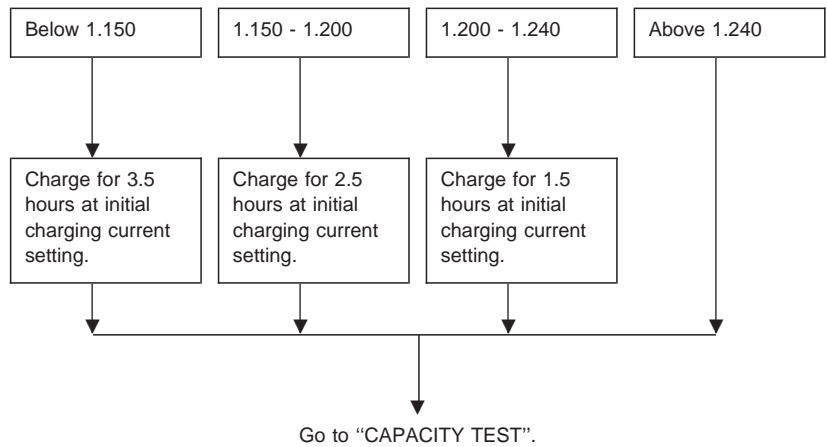 Below 1.150
1.150 - 1.200
1.200 - 1.240
Above 1.240
Charge for 3.5
hours at initial
charging current
setting.
Charge for 2.5
hours at initial
charging current
setting.
Charge for 1.5
hours at initial
charging current
setting.
Go to ‘‘CAPACITY TEST’’.